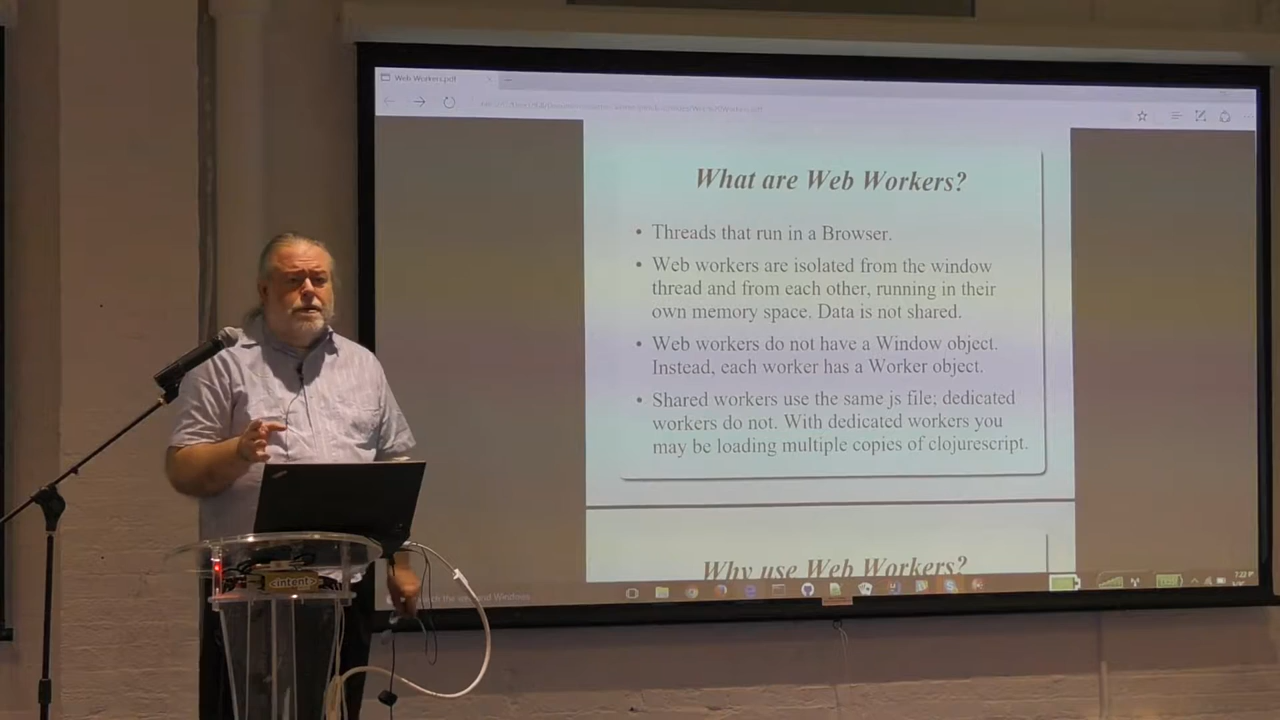 Web Workers.pdf
What are Web Workers?
• Threads that run in a Browser.
• Web workers are isolated from the window
thread and from each other, running in their
own memory space. Data is not shared.
• Web workers do not have a Window object.
Instead, each worker has a Worker object.
• Shared workers use the same js file; dedicated
workers do not. With dedicated workers you
may be loading multiple copies of clojurescript.
Why use Web Workers?
and Windows
<intent>